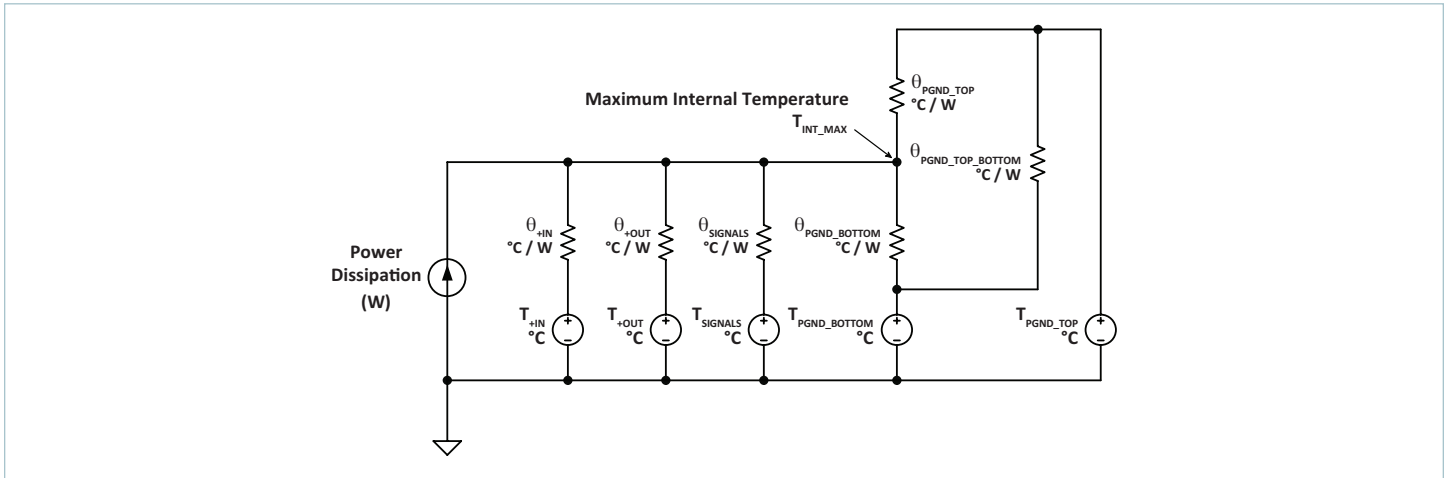 θPGND_TOP
°C / W
Maximum Internal Temperature
TINT_MAX
θPGND_TOP_BOTTOM
°C / W
θ+IN
°C / W
θ+OUT
°C / W
θSIGNALS
°C / W
θPGND_BOTTOM
°C / W
Power
Dissipation
(W)
T+IN
°C
+
–
T+OUT
°C
+
–
TSIGNALS
°C
+
–
TPGND_BOTTOM
°C
+
–
TPGND_TOP
°C
+
–